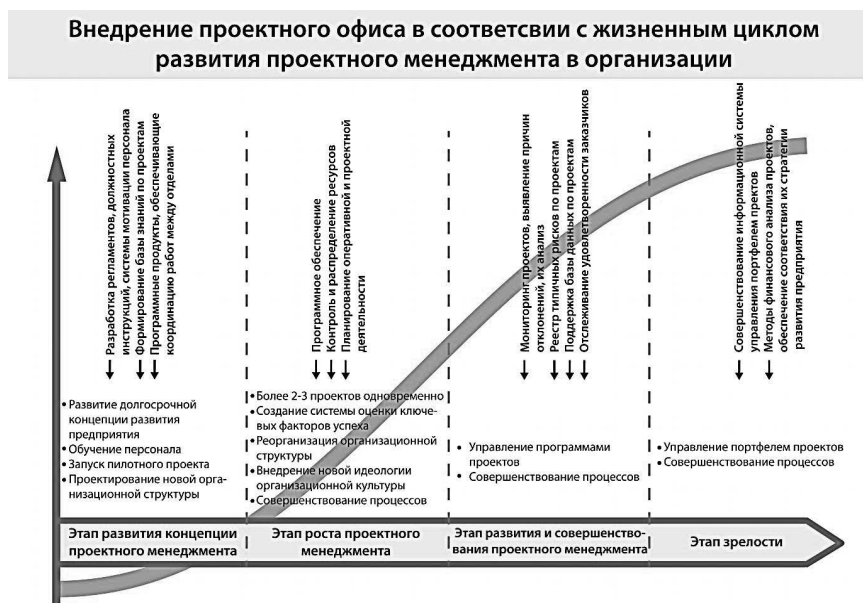 Внедрение проектного офиса в соответсвии с жизненным циклом
развития проектного менеджмента в организации
Разработка регламентов, должностных
инструкций, системы мотивации персонала
Формирование базы знаний по проектам
Программные продукты, обеспечивающие
координацию работ между отделами
Программное обеспечение
Контроль и распределение ресурсов
Планирование оперативной и проектной
деятельности
Мониторинг проектов, выявление причин
отклонений, их анализ
Реестр типичных рисков по проектам
Поддержка базы данных по проектам
Отслеживание удовлетворенности заказчиков
Совершенствование информационной системы
управления портфелем пректов
Методы финансового анализа проектов,
обеспечение соответствия их стратегии
развития предприятия
• Развитие долгосрочной
концепции развития
предприятия
• Обучение персонала
• Запуск пилотного проекта
• Проектирование новой орга-
низационной структуры
• Более 2-3 проектов одновременно
• Создание системы оценки ключе-
вых факторов успеха
• Реорганизация организационной
структуры
• Внедрение новой идеологии
организационной культуры
• Совершенствование процессов
• Управление программами
проектов
• Совершенствование процессов
• Управление портфелем проектов
• Совершенствование процессов
Этап развития концепции
проектного менеджмента
Этап роста проектного
менеджмента
Этап развития и совершенство-
вания проектного менеджмента
Этап зрелости